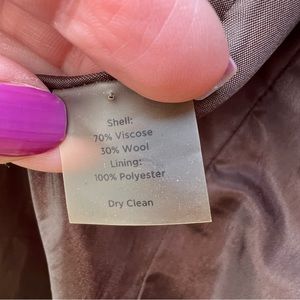 Shell:
70% Viscose
30% Wool
Lining:
100% Polyester
Dry Clean